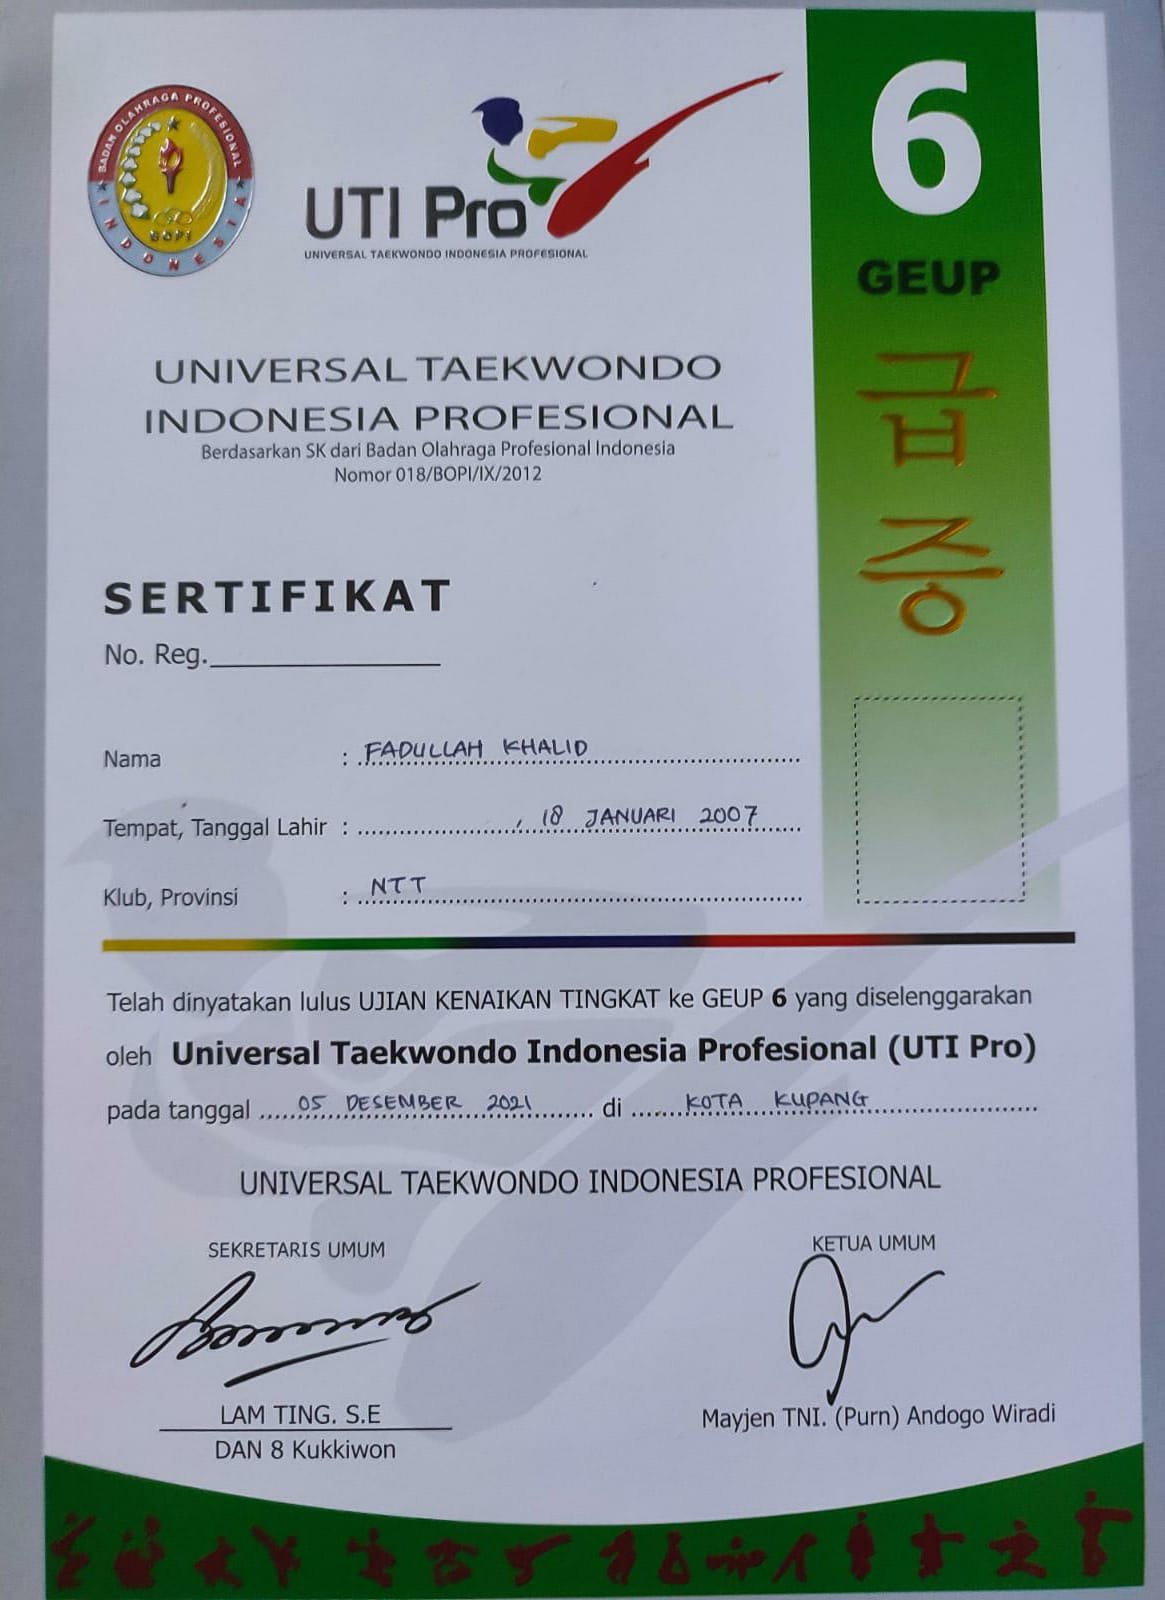 BADAN OLAHRAGA PROFESIONAL
INDONESIA
BOPI
UTI Pro
UNIVERSAL TAEKWONDO INDONESIA PROFESIONAL
6
GEUP
급
증
UNIVERSAL TAEKWONDO
INDONESIA PROFESIONAL
Berdasarkan SK dari Badan Olahraga Profesional Indonesia
Nomor 018/BOPI/IX/2012
SERTIFIKAT
No. Reg.
Nama : FADULLAH KHALID
Tempat, Tanggal Lahir : , 18 JANUARI 2007
Klub, Provinsi : NTT
Telah dinyatakan lulus UJIAN KENAIKAN TINGKAT ke GEUP 6 yang diselenggarakan
oleh Universal Taekwondo Indonesia Profesional (UTI Pro)
pada tanggal 05 DESEMBER 2021 di KOTA KUPANG
UNIVERSAL TAEKWONDO INDONESIA PROFESIONAL
SEKRETARIS UMUM
LAM TING. S.E
DAN 8 Kukkiwon
KETUA UMUM
Mayjen TNI. (Purn) Andogo Wiradi